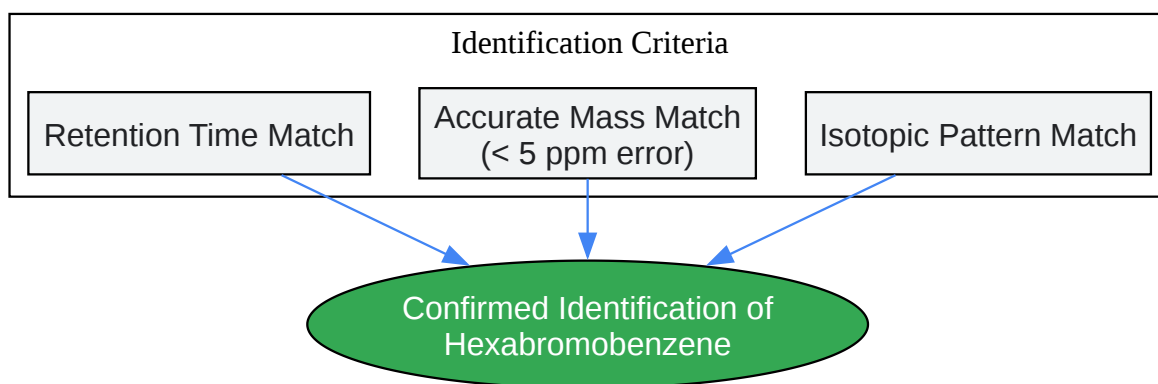 Identification Criteria
Retention Time Match
Accurate Mass Match
(< 5 ppm error)
Isotopic Pattern Match
Confirmed Identification of
Hexabromobenzene